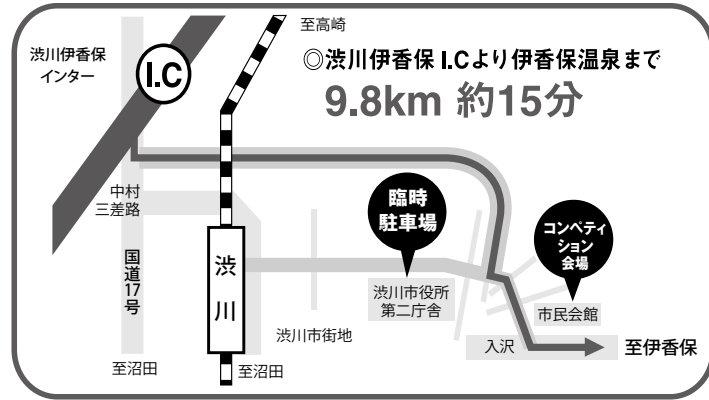 至高崎
渋川伊香保
インター
I.C
◎渋川伊香保 I.Cより伊香保温泉まで
9.8km 約15分
中村
三差路
臨時
駐車場
コンペティ
ション
会場
国道17号
渋川
渋川市役所
第二庁舎
市民会館
渋川市街地
入沢
至伊香保
至沼田
至沼田